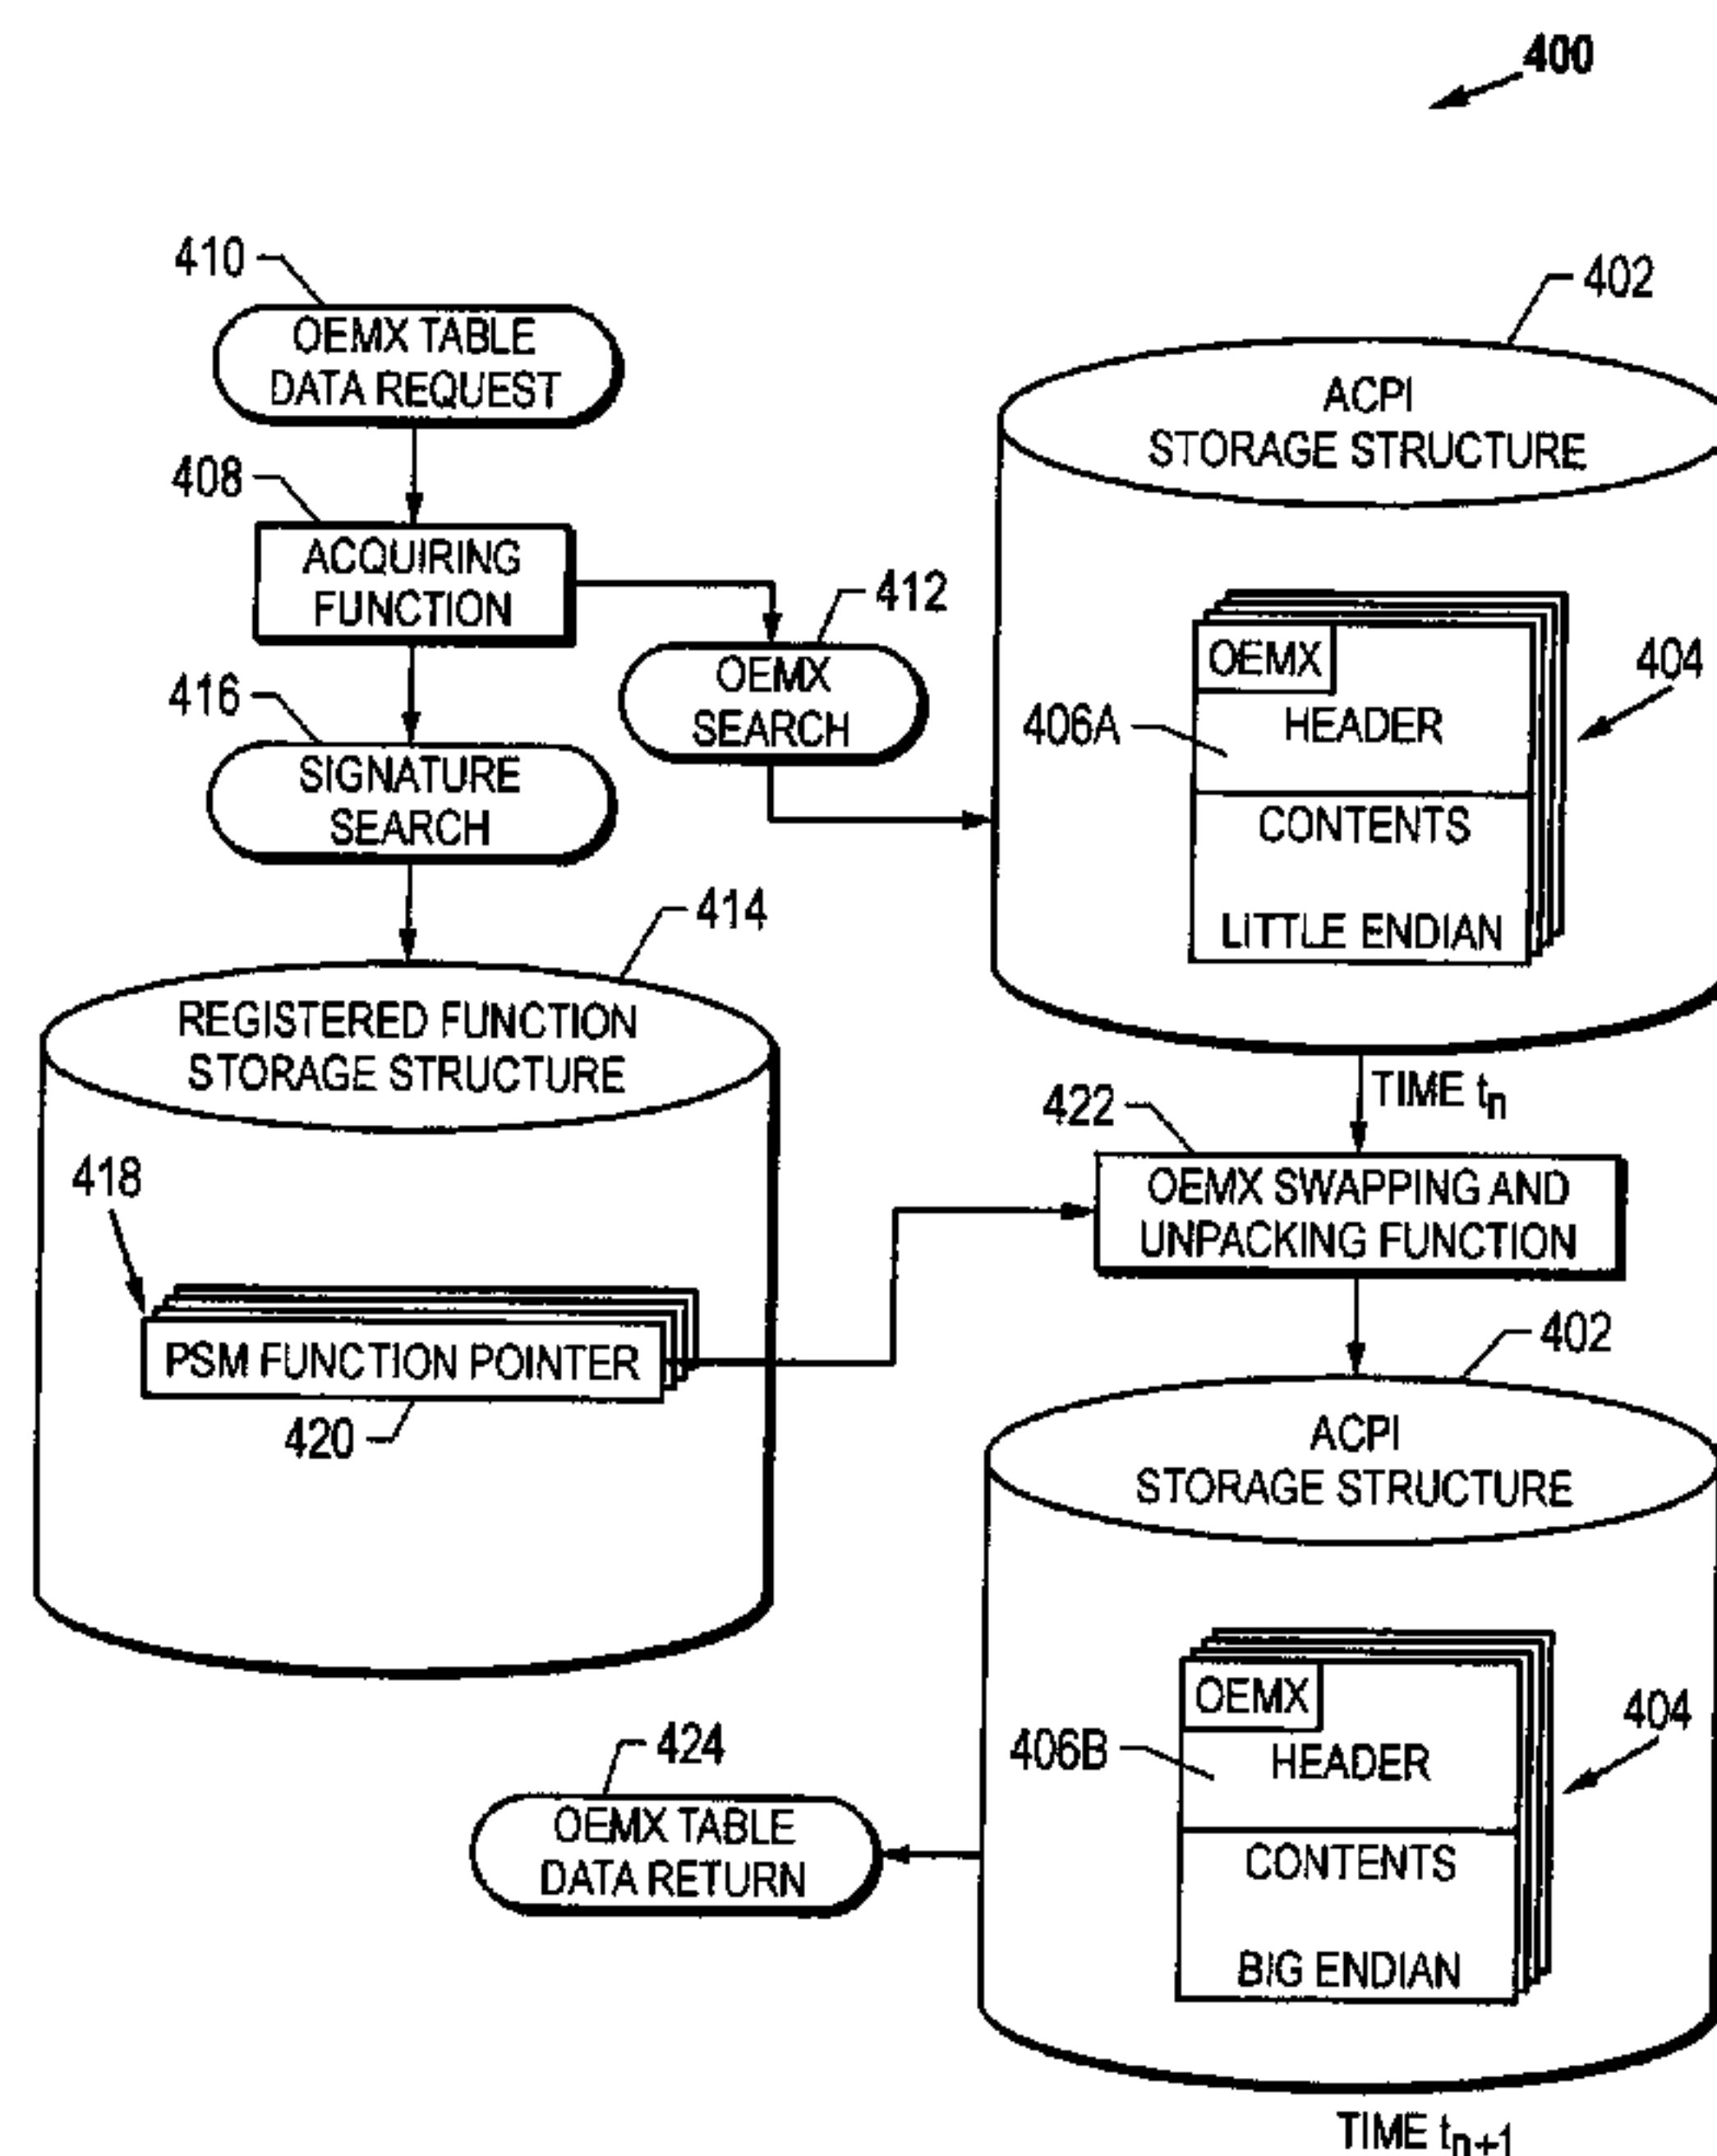 400
410
OEMX TABLE
DATA REQUEST
402
ACPI
STORAGE STRUCTURE
408
ACQUIRING
FUNCTION
412
OEMX
SEARCH
OEMX
404
406A
HEADER
416
SIGNATURE
SEARCH
CONTENTS
LITTLE ENDIAN
414
REGISTERED FUNCTION
STORAGE STRUCTURE
TIME tn
422
OEMX SWAPPING AND
UNPACKING FUNCTION
418
PSM FUNCTION POINTER
420
402
ACPI
STORAGE STRUCTURE
OEMX
404
406B
HEADER
424
OEMX TABLE
DATA RETURN
CONTENTS
BIG ENDIAN
TIME tn+1